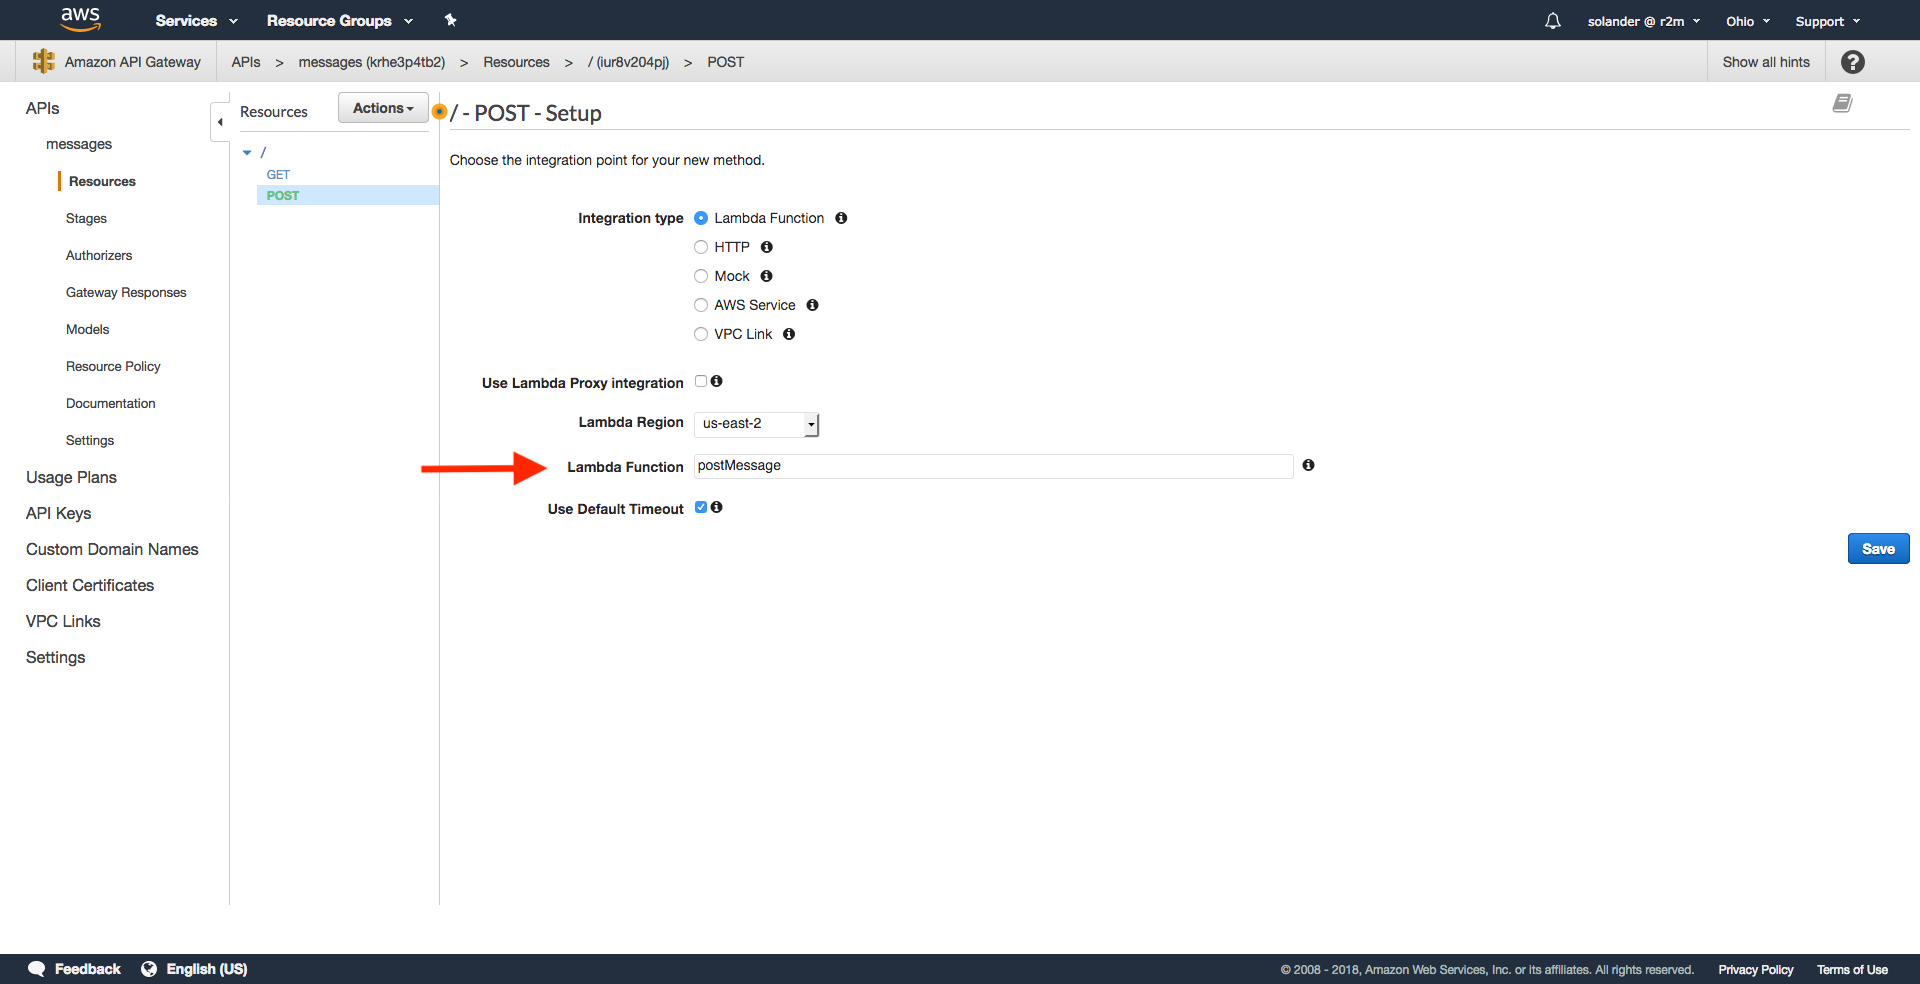 aws Services Resource Groups solander @ r2m Ohio Support
Amazon API Gateway APIs > messages (krhe3p4tb2) > Resources > / (iur8v204pj) > POST Show all hints ?
APIs
messages
Resources
Stages
Authorizers
Gateway Responses
Models
Resource Policy
Documentation
Settings
Usage Plans
API Keys
Custom Domain Names
Client Certificates
VPC Links
Settings
Resources Actions
/
GET
POST
/ - POST - Setup
Choose the integration point for your new method.
Integration type Lambda Function
HTTP
Mock
AWS Service
VPC Link
Use Lambda Proxy integration
Lambda Region us-east-2
Lambda Function postMessage
Use Default Timeout
Save
Feedback English (US) © 2008 - 2018, Amazon Web Services, Inc. or its affiliates. All rights reserved. Privacy Policy Terms of Use